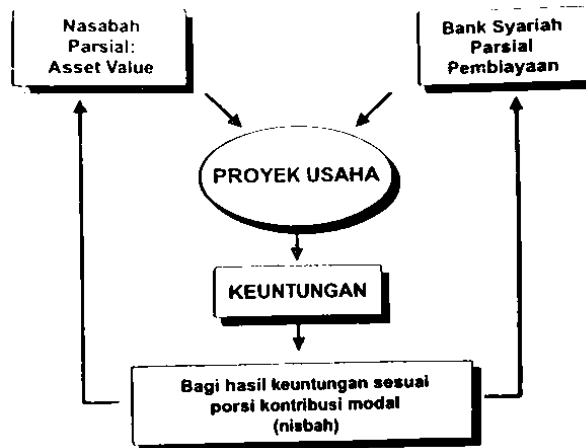 Nasabah
Parsial:
Asset Value
Bank Syariah
Parsial
Pembiayaan
PROYEK USAHA
KEUNTUNGAN
Bagi hasil keuntungan sesuai
porsi kontribusi modal
(nisbah)